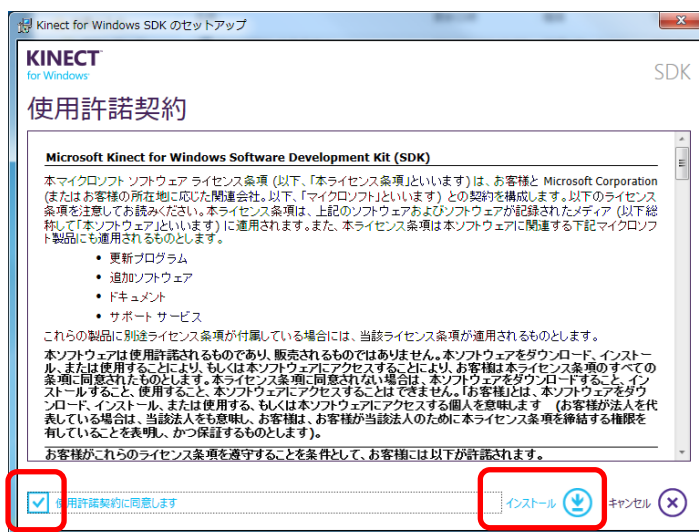 Kinect for Windows SDK のセットアップ
KINECT
for Windows
SDK
使用許諾契約
Microsoft Kinect for Windows Software Development Kit (SDK)
本マイクロソフト ソフトウェア ライセンス条項 (以下、「本ライセンス条項」といいます) は、お客様と Microsoft Corporation
(またはお客様の所在地に応じた関連会社。以下、「マイクロソフト」といいます) との契約を構成します。以下のライセンス
条項を注意してお読みください。本ライセンス条項は、上記のソフトウェアおよびソフトウェアが記録されたメディア (以下総
称して「本ソフトウェア」といいます) に適用されます。また、本ライセンス条項は本ソフトウェアに関連する下記マイクロソフ
ト製品にも適用されるものとします。
• 更新プログラム
• 追加ソフトウェア
• ドキュメント
• サポート サービス
これらの製品に別途ライセンス条項が付属している場合には、当該ライセンス条項が適用されるものとします。
本ソフトウェアは使用許諾されるものであり、販売されるものではありません。本ソフトウェアをダウンロード、インストー
ル、または使用することにより、もしくは本ソフトウェアにアクセスすることにより、お客様は本ライセンス条項のすべての
条項に同意されたものとします。本ライセンス条項に同意されない場合は、本ソフトウェアをダウンロードすること、イン
ストールすること、使用すること、本ソフトウェアにアクセスすることはできません。「お客様」とは、本ソフトウェアをダウ
ンロード、インストール、または使用する、もしくは本ソフトウェアにアクセスする個人を意味します (お客様が法人を代
表している場合は、当該法人をも意味し、お客様は、お客様が当該法人のために本ライセンス条項を締結する権限を
有していることを表明し、かつ保証するものとします)。
お客様がこれらのライセンス条項を遵守することを条件として、お客様には以下が許諾されます。
使用許諾契約に同意します
インストール
キャンセル